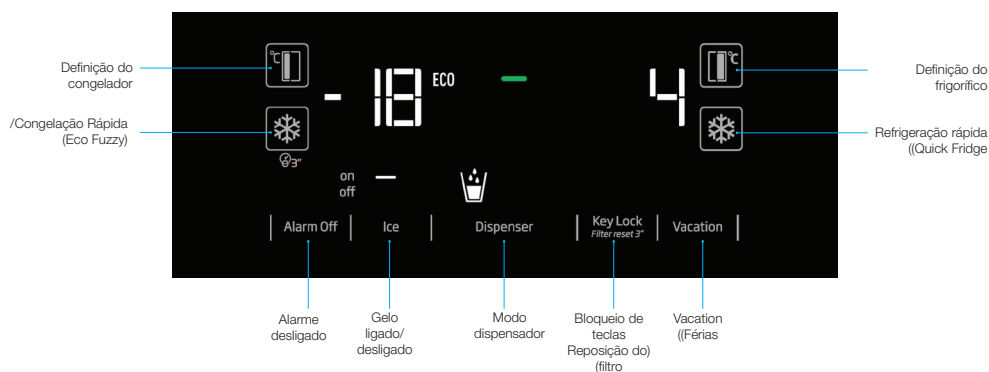 Definição do
congelador
/Congelação Rápida
(Eco Fuzzy)
°C
- 18 ECO
4
°C
3"
on
off
Alarm Off
Ice
Dispenser
Key Lock
Filter reset 3"
Vacation
Definição do
frigorífico
Refrigeração rápida
((Quick Fridge
Alarme
desligado
Gelo
ligado/
desligado
Modo
dispensador
Bloqueio de
teclas
Reposição do)
(filtro
Vacation
((Férias